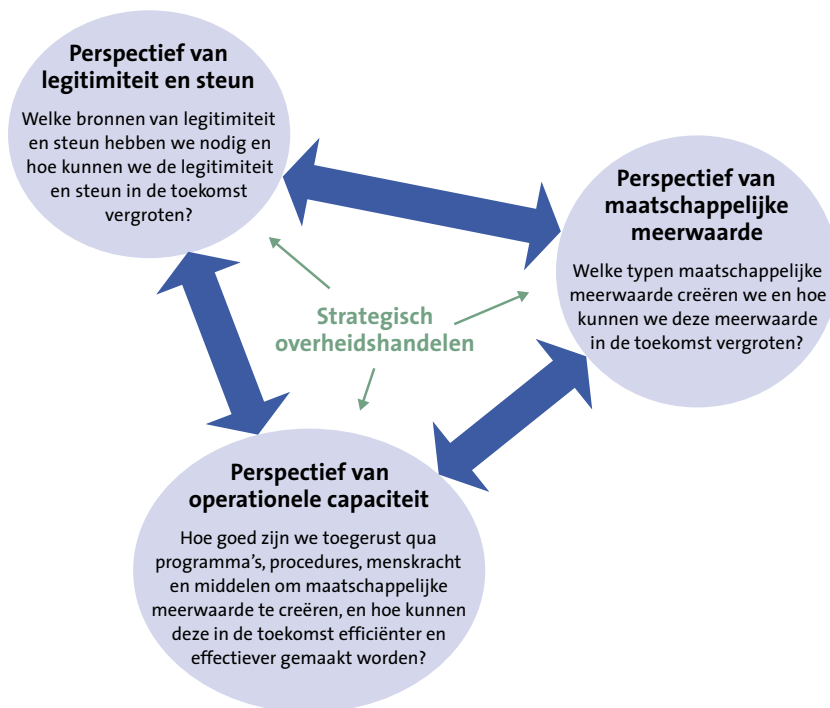 Perspectief van
legitimiteit en steun
Welke bronnen van legitimiteit
en steun hebben we nodig en
hoe kunnen we de legitimiteit
en steun in de toekomst
vergroten?
Perspectief van
maatschappelijke
meerwaarde
Welke typen maatschappelijke
meerwaarde creëren we en hoe
kunnen we deze meerwaarde
in de toekomst vergroten?
Strategisch
overheidshandelen
Perspectief van
operationele capaciteit
Hoe goed zijn we toegerust qua
programma's, procedures, menskracht
en middelen om maatschappelijke
meerwaarde te creëren, en hoe kunnen
deze in de toekomst efficiënter en
effectiever gemaakt worden?